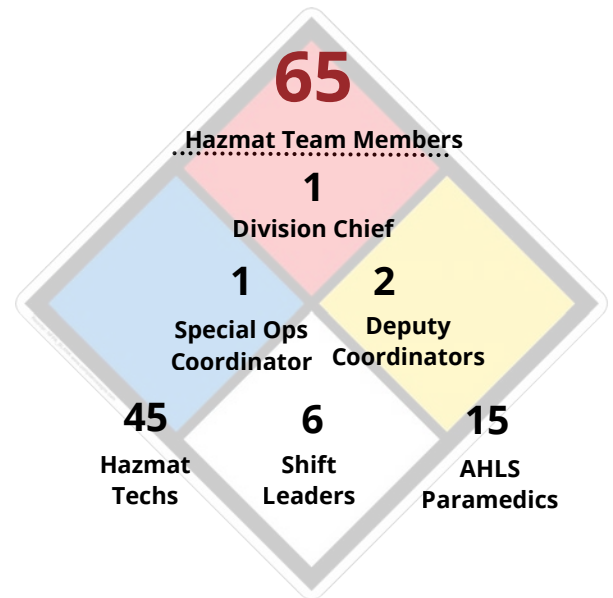 65
Hazmat Team Members
1
Division Chief
1
Special Ops
Coordinator
2
Deputy
Coordinators
45
Hazmat
Techs
6
Shift
Leaders
15
AHLS
Paramedics